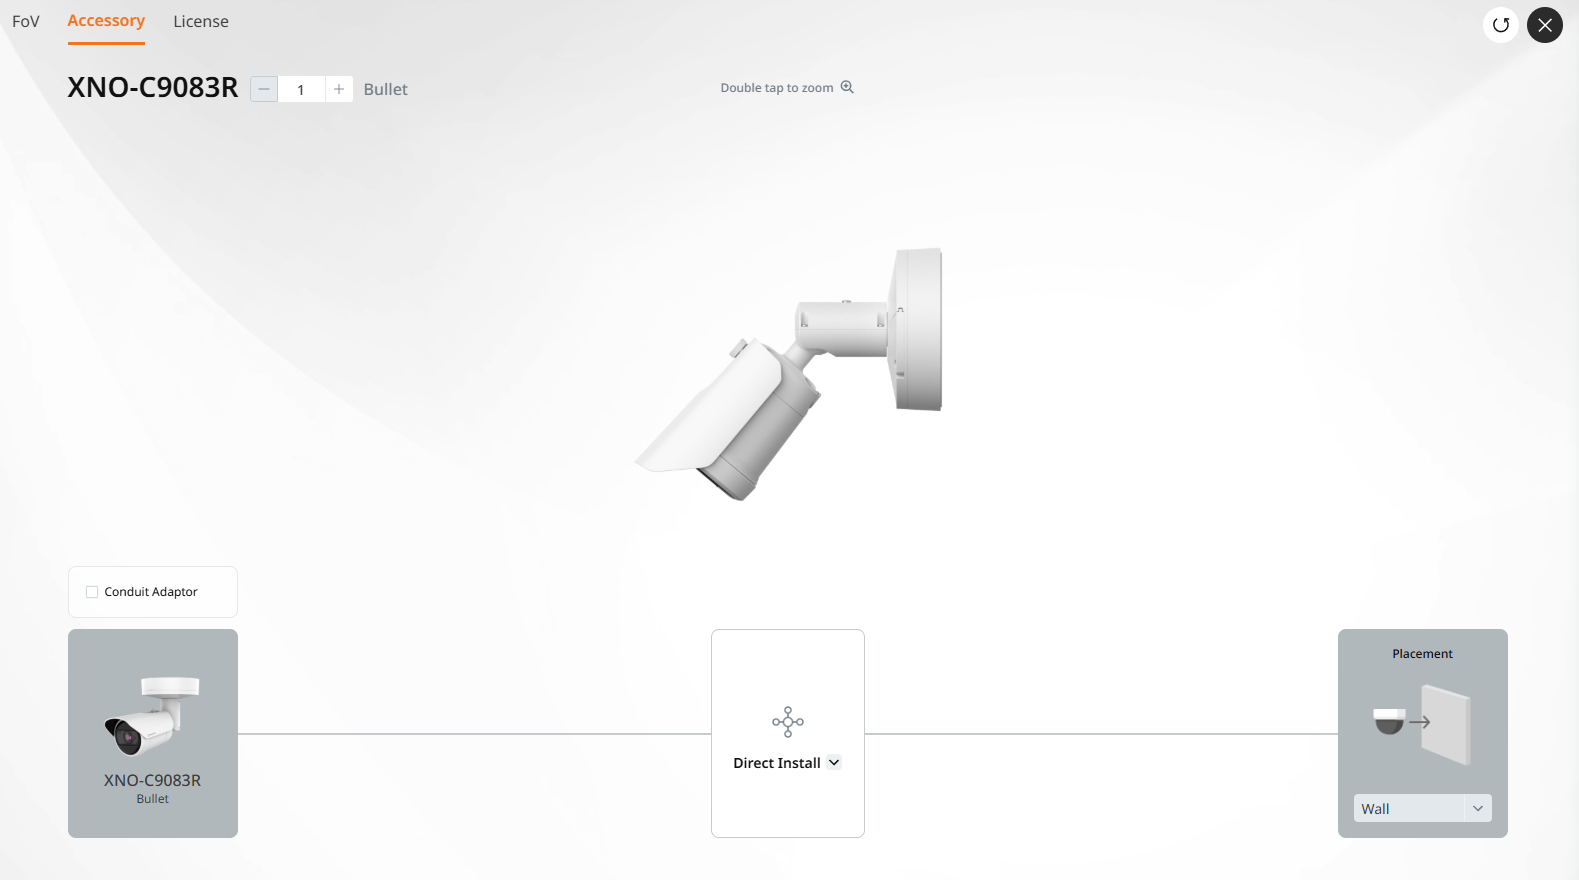 FoV
Accessory
License
XNO-C9083R
1
Bullet
Double tap to zoom
Conduit Adaptor
XNO-C9083R
Bullet
Direct Install
Placement
Wall